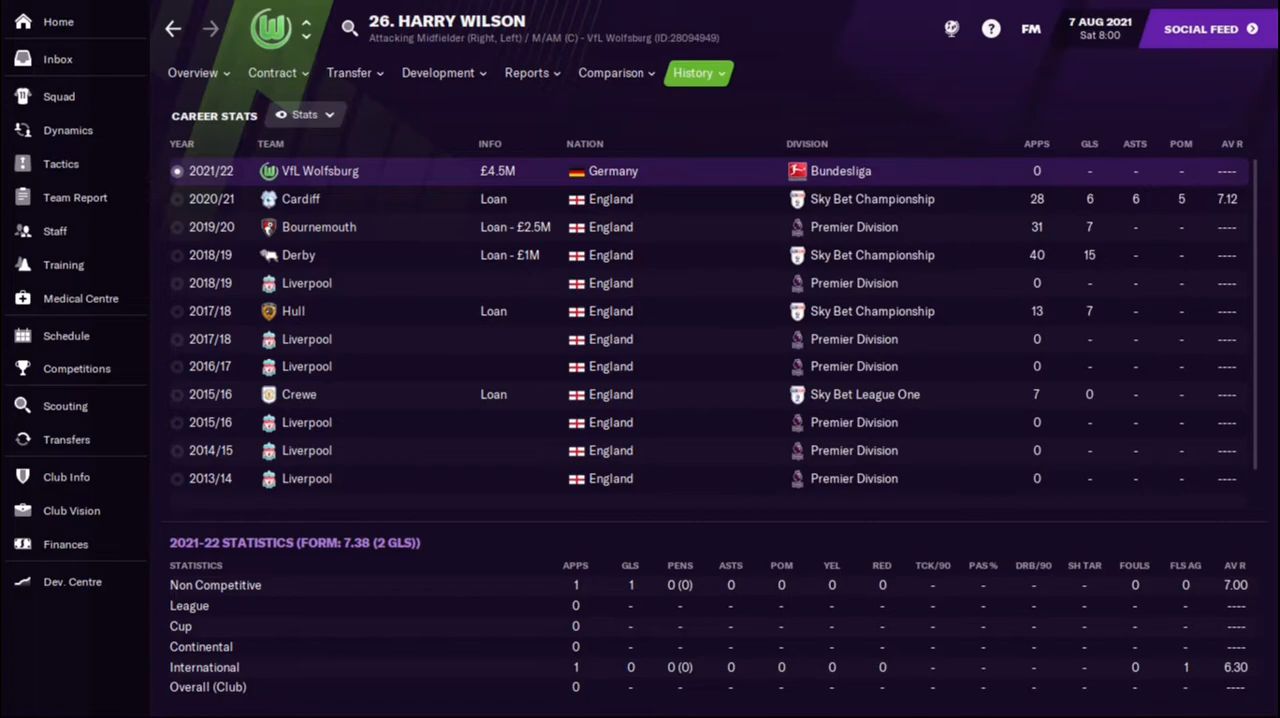 Home
Inbox
Squad
Dynamics
Tactics
Team Report
Staff
Training
Medical Centre
Schedule
Competitions
Scouting
Transfers
Club Info
Club Vision
Finances
Dev. Centre
26. HARRY WILSON
Attacking Midfielder (Right, Left) / M/AM (C) - VfL Wolfsburg (ID:28094949)
? FM 7 AUG 2021 SOCIAL FEED
Sat 8:00
Overview Contract Transfer Development Reports Comparison History
CAREER STATS Stats
YEAR TEAM INFO NATION DIVISION APPS GLS ASTS POM AV R
2021/22 VfL Wolfsburg £4.5M Germany Bundesliga 0 - - - ----
2020/21 Cardiff Loan England Sky Bet Championship 28 6 6 5 7.12
2019/20 Bournemouth Loan - £2.5M England Premier Division 31 7 - - ----
2018/19 Derby Loan - £1M England Sky Bet Championship 40 15 - - ----
2018/19 Liverpool England Premier Division 0 - - - ----
2017/18 Hull Loan England Sky Bet Championship 13 7 - - ----
2017/18 Liverpool England Premier Division 0 - - - ----
2016/17 Liverpool England Premier Division 0 - - - ----
2015/16 Crewe Loan England Sky Bet League One 7 0 - - ----
2015/16 Liverpool England Premier Division 0 - - - ----
2014/15 Liverpool England Premier Division 0 - - - ----
2013/14 Liverpool England Premier Division 0 - - - ----
2021-22 STATISTICS (FORM: 7.38 (2 GLS))
STATISTICS APPS GLS PENS ASTS POM YEL RED TCK/90 PAS % DRB/90 SH TAR FOULS FLS AG AV R
Non Competitive 1 1 0 (0) 0 0 0 0 - - - - 0 0 7.00
League 0 - - - - - - - - - - - - ----
Cup 0 - - - - - - - - - - - - ----
Continental 0 - - - - - - - - - - - - ----
International 1 0 0 (0) 0 0 0 0 - - - - 0 1 6.30
Overall (Club) 0 - - - - - - - - - - - - ----